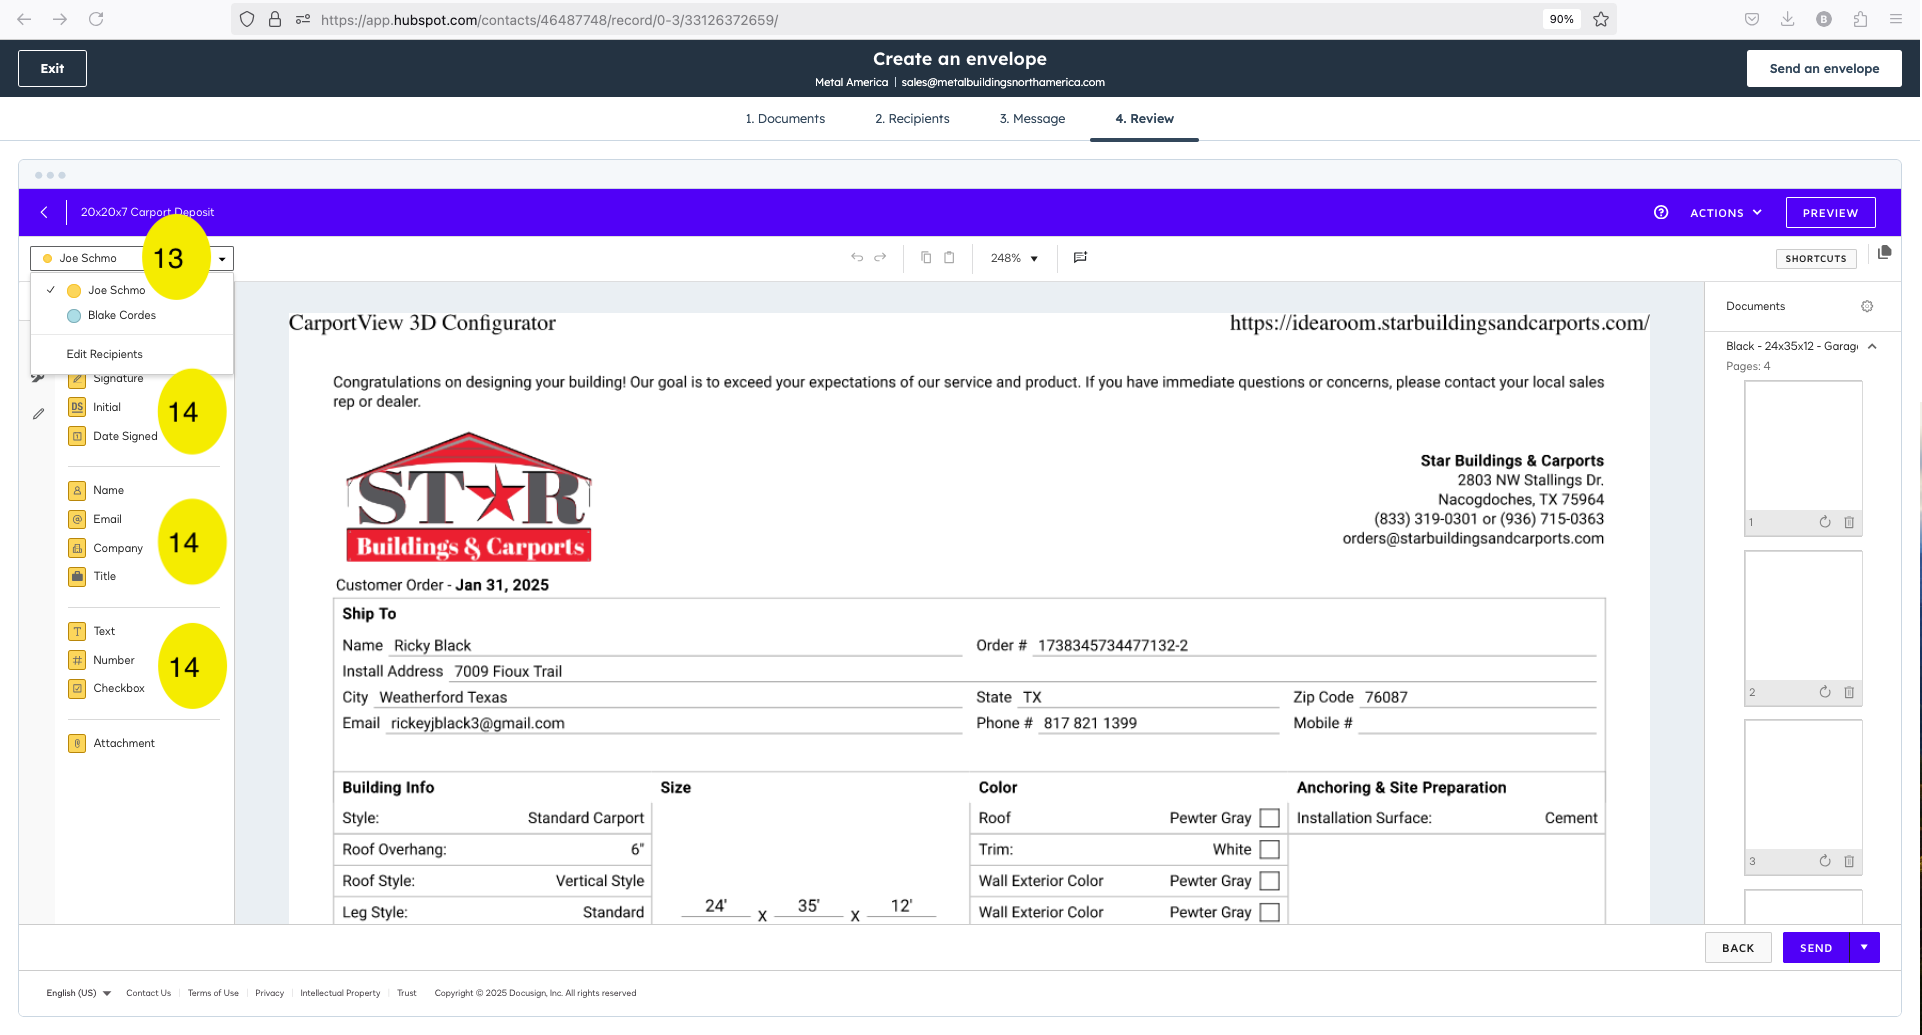 https://app.hubspot.com/contacts/46487748/record/0-3/33126372659/
90%
B
Exit
Create an envelope
Metal America | sales@metalbuildingsnorthamerica.com
Send an envelope
1. Documents
2. Recipients
3. Message
4. Review
20x20x7 Carport Deposit
ACTIONS
PREVIEW
Joe Schmo
13
248%
SHORTCUTS
Joe Schmo
Blake Cordes
Edit Recipients
Signature
DS Initial
Date Signed
14
Name
Email
Company
Title
14
Text
Number
Checkbox
14
Attachment
CarportView 3D Configurator
https://idearoom.starbuildingsandcarports.com/
Congratulations on designing your building! Our goal is to exceed your expectations of our service and product. If you have immediate questions or concerns, please contact your local sales
rep or dealer.
STAR
Buildings & Carports
Star Buildings & Carports
2803 NW Stallings Dr.
Nacogdoches, TX 75964
(833) 319-0301 or (936) 715-0363
orders@starbuildingsandcarports.com
Customer Order - Jan 31, 2025
Ship To
Name Ricky Black
Order # 1738345734477132-2
Install Address 7009 Fioux Trail
City Weatherford Texas
State TX
Zip Code 76087
Email rickeyjblack3@gmail.com
Phone # 817 821 1399
Mobile #
Building Info
Size
Color
Anchoring & Site Preparation
Style: Standard Carport
Roof Pewter Gray
Installation Surface: Cement
Roof Overhang: 6"
Trim: White
Roof Style: Vertical Style
Wall Exterior Color Pewter Gray
Leg Style: Standard
24' x 35' x 12'
Wall Exterior Color Pewter Gray
Documents
Black - 24x35x12 - Garag
Pages: 4
1
2
3
BACK
SEND
English (US)
Contact Us
Terms of Use
Privacy
Intellectual Property
Trust
Copyright © 2025 Docusign, Inc. All rights reserved